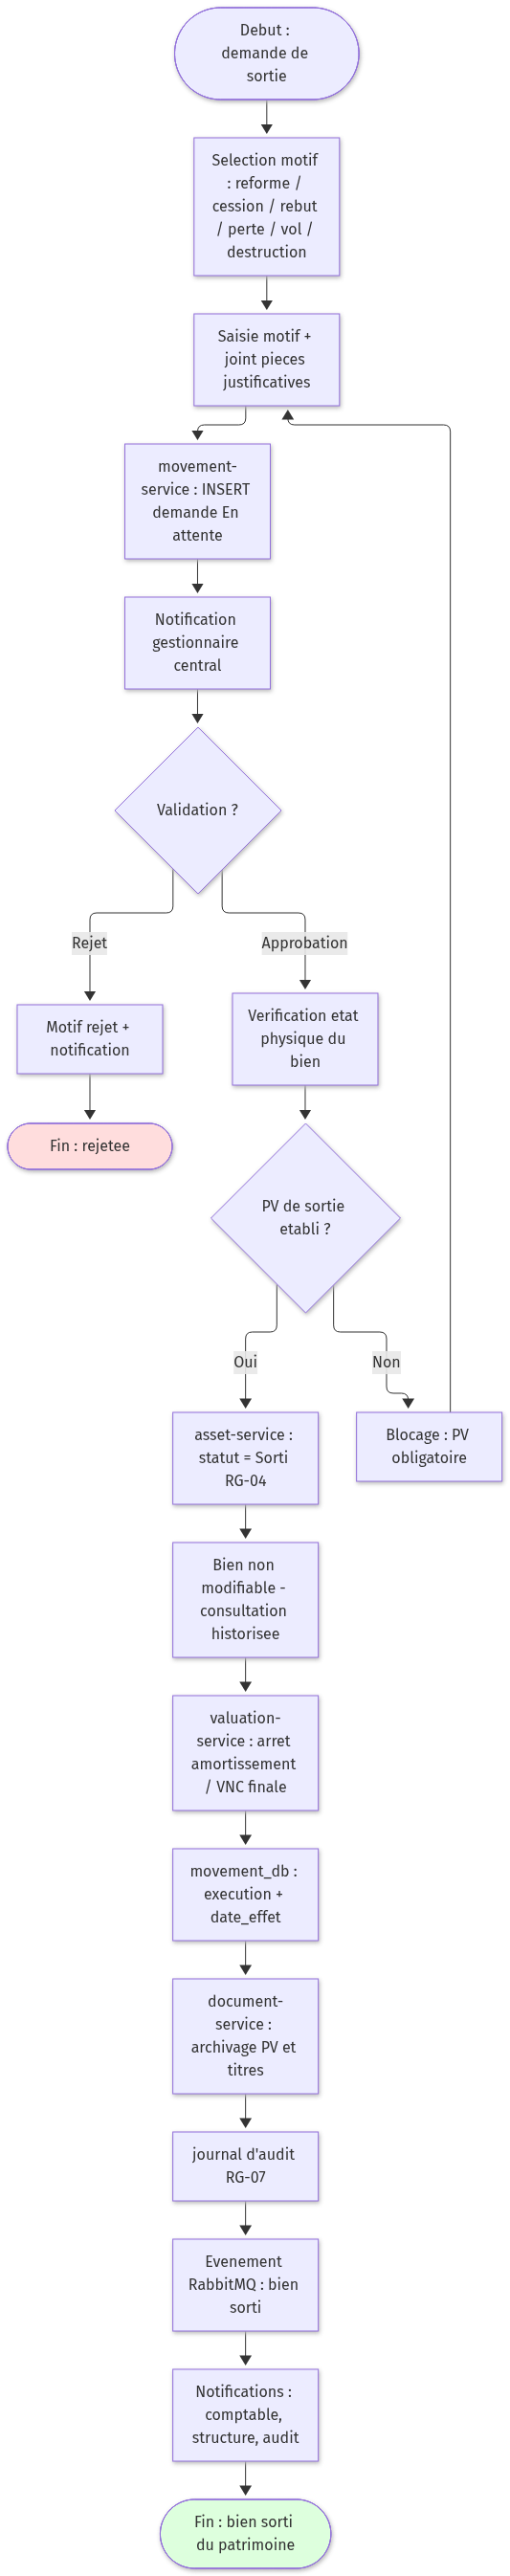 Debut :
demande de
sortie
Selection motif
: reforme /
cession / rebut
/ perte / vol /
destruction
Saisie motif +
joint pieces
justificatives
movement-
service : INSERT
demande En
attente
Notification
gestionnaire
central
Validation ?
Rejet
Approbation
Motif rejet +
notification
Verification etat
physique du
bien
Fin : rejetee
PV de sortie
etabli ?
Oui
Non
asset-service :
statut = Sorti
RG-04
Blocage : PV
obligatoire
Bien non
modifiable -
consultation
historisee
valuation-
service : arret
amortissement
/ VNC finale
movement_db :
execution +
date_effet
document-
service :
archivage PV et
titres
journal d'audit
RG-07
Evenement
RabbitMQ : bien
sorti
Notifications :
comptable,
structure, audit
Fin : bien sorti
du patrimoine